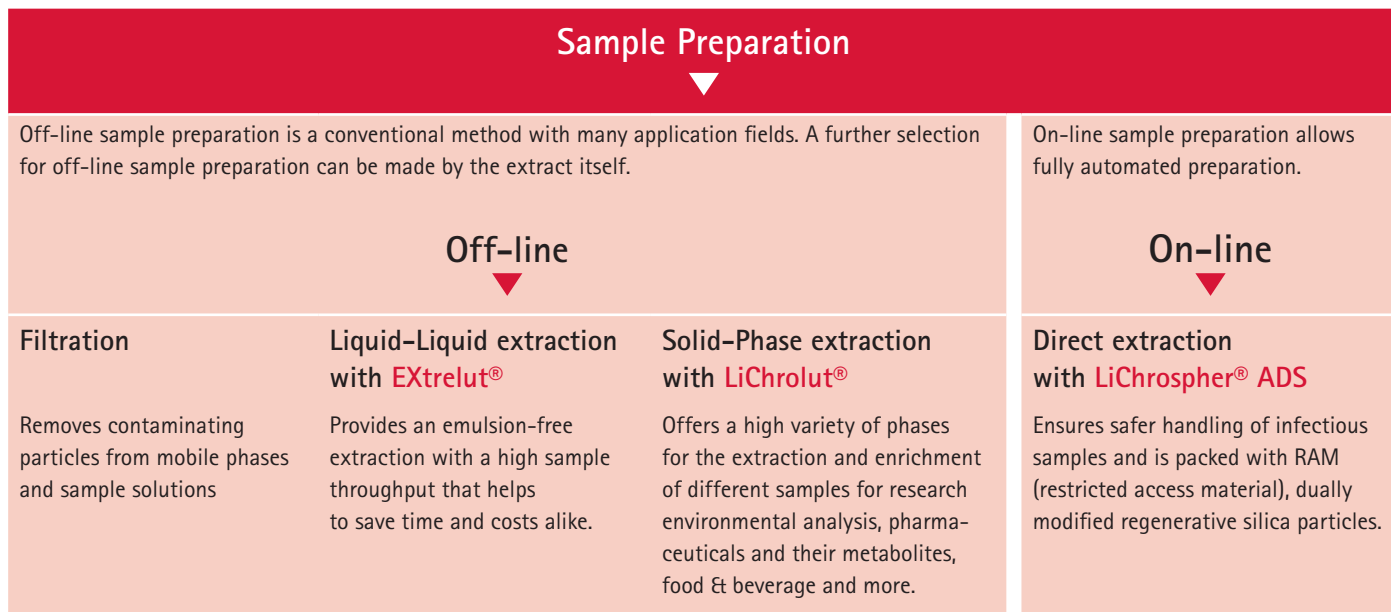 Sample Preparation
Off-line sample preparation is a conventional method with many application fields. A further selection
for off-line sample preparation can be made by the extract itself.
On-line sample preparation allows
fully automated preparation.
Off-line
On-line
Filtration
Removes contaminating
particles from mobile phases
and sample solutions
Liquid-Liquid extraction
with EXtrelut®
Provides an emulsion-free
extraction with a high sample
throughput that helps
to save time and costs alike.
Solid-Phase extraction
with LiChrolut®
Offers a high variety of phases
for the extraction and enrichment
of different samples for research
environmental analysis, pharma-
ceuticals and their metabolites,
food & beverage and more.
Direct extraction
with LiChrospher® ADS
Ensures safer handling of infectious
samples and is packed with RAM
(restricted access material), dually
modified regenerative silica particles.